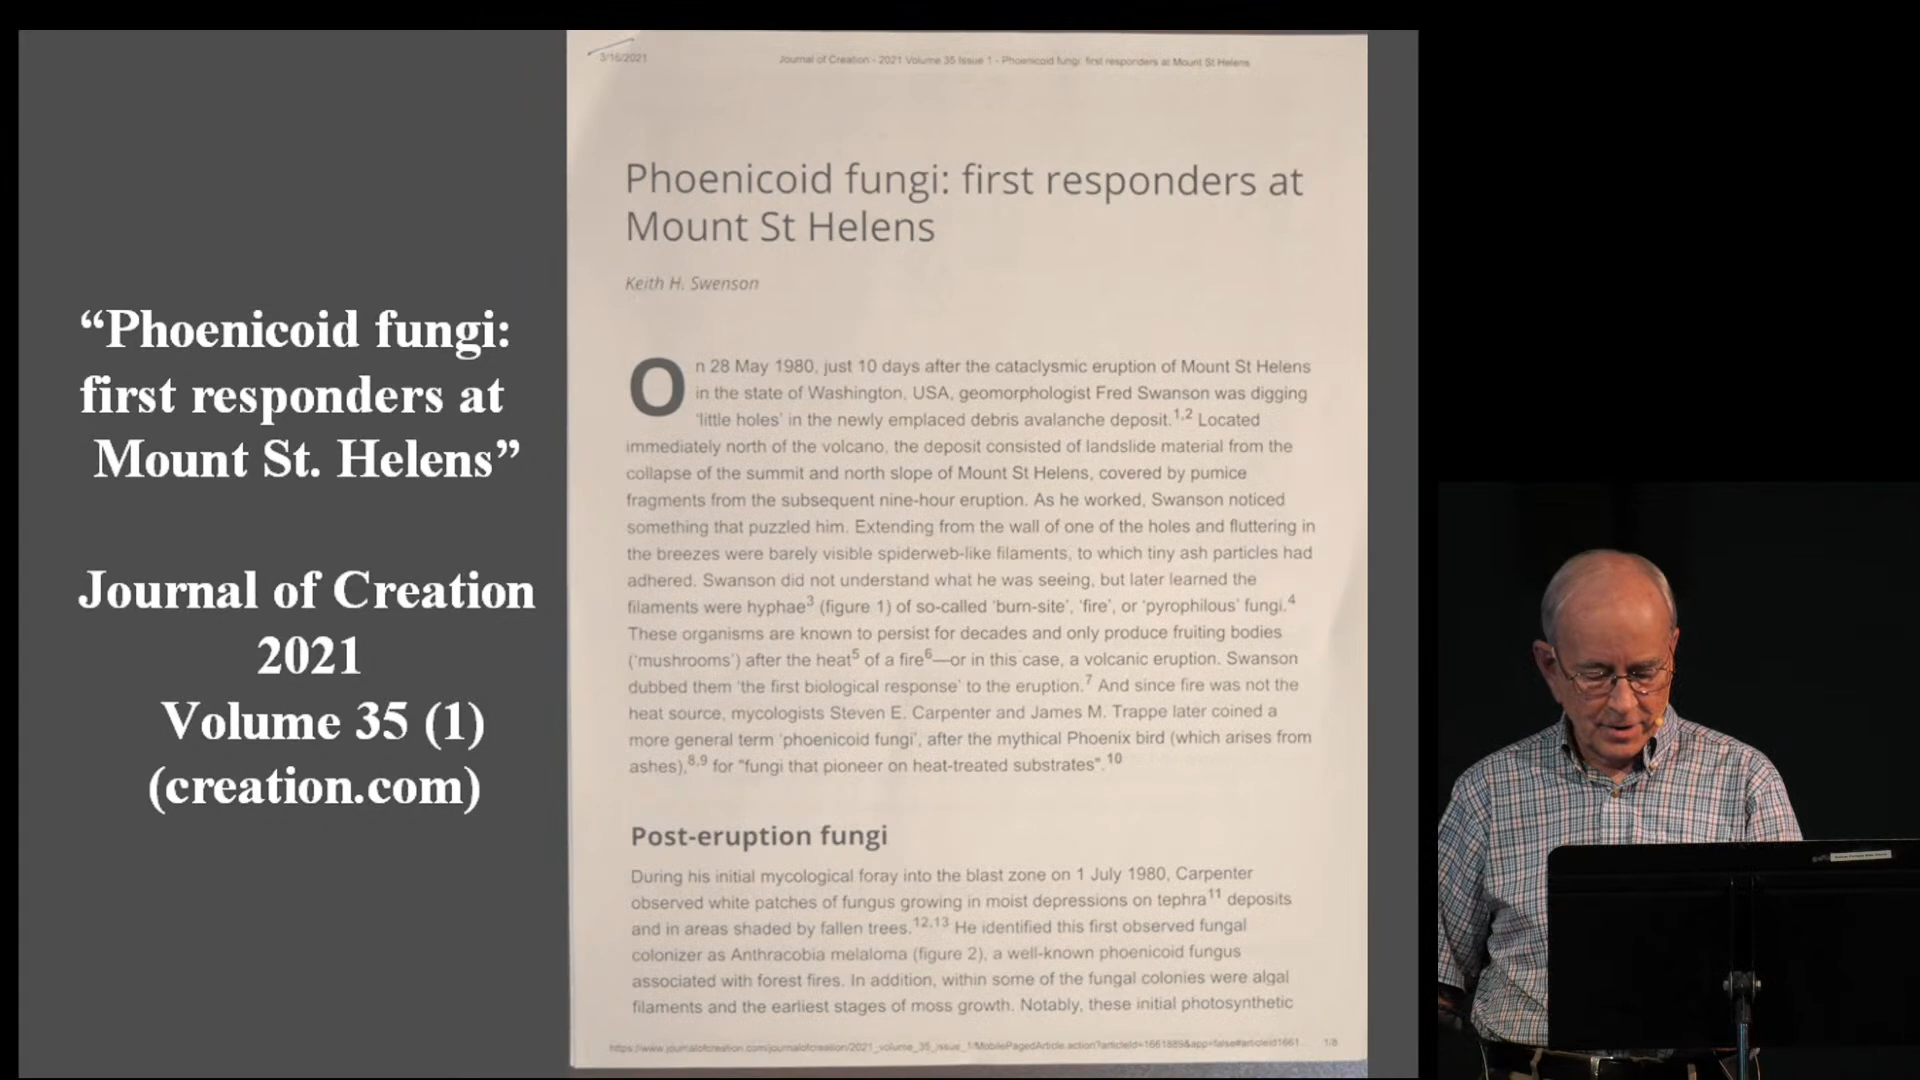 “Phoenicoid fungi:
first responders at
Mount St. Helens”
Journal of Creation
2021
Volume 35 (1)
(creation.com)
3/16/2021
Journal of Creation - 2021 Volume 35 Issue 1 - Phoenicoid fungi: first responders at Mount St Helens
Phoenicoid fungi: first responders at
Mount St Helens
Keith H. Swenson
On 28 May 1980, just 10 days after the cataclysmic eruption of Mount St Helens
in the state of Washington, USA, geomorphologist Fred Swanson was digging
‘little holes’ in the newly emplaced debris avalanche deposit.1,2 Located
immediately north of the volcano, the deposit consisted of landslide material from the
collapse of the summit and north slope of Mount St Helens, covered by pumice
fragments from the subsequent nine-hour eruption. As he worked, Swanson noticed
something that puzzled him. Extending from the wall of one of the holes and fluttering in
the breezes were barely visible spiderweb-like filaments, to which tiny ash particles had
adhered. Swanson did not understand what he was seeing, but later learned the
filaments were hyphae3 (figure 1) of so-called ‘burn-site’, ‘fire’, or ‘pyrophilous’ fungi.4
These organisms are known to persist for decades and only produce fruiting bodies
(‘mushrooms’) after the heat5 of a fire6—or in this case, a volcanic eruption. Swanson
dubbed them ‘the first biological response’ to the eruption.7 And since fire was not the
heat source, mycologists Steven E. Carpenter and James M. Trappe later coined a
more general term ‘phoenicoid fungi’, after the mythical Phoenix bird (which arises from
ashes),8,9 for “fungi that pioneer on heat-treated substrates”.10
Post-eruption fungi
During his initial mycological foray into the blast zone on 1 July 1980, Carpenter
observed white patches of fungus growing in moist depressions on tephra11 deposits
and in areas shaded by fallen trees.12,13 He identified this first observed fungal
colonizer as Anthracobia melaloma (figure 2), a well-known phoenicoid fungus
associated with forest fires. In addition, within some of the fungal colonies were algal
filaments and the earliest stages of moss growth. Notably, these initial photosynthetic
https://www.journalofcreation.com/journalofcreation/2021_volume_35_issue_1/MobilePagedArticle.action?articleId=1661889&app=false#articleId1661
1/8